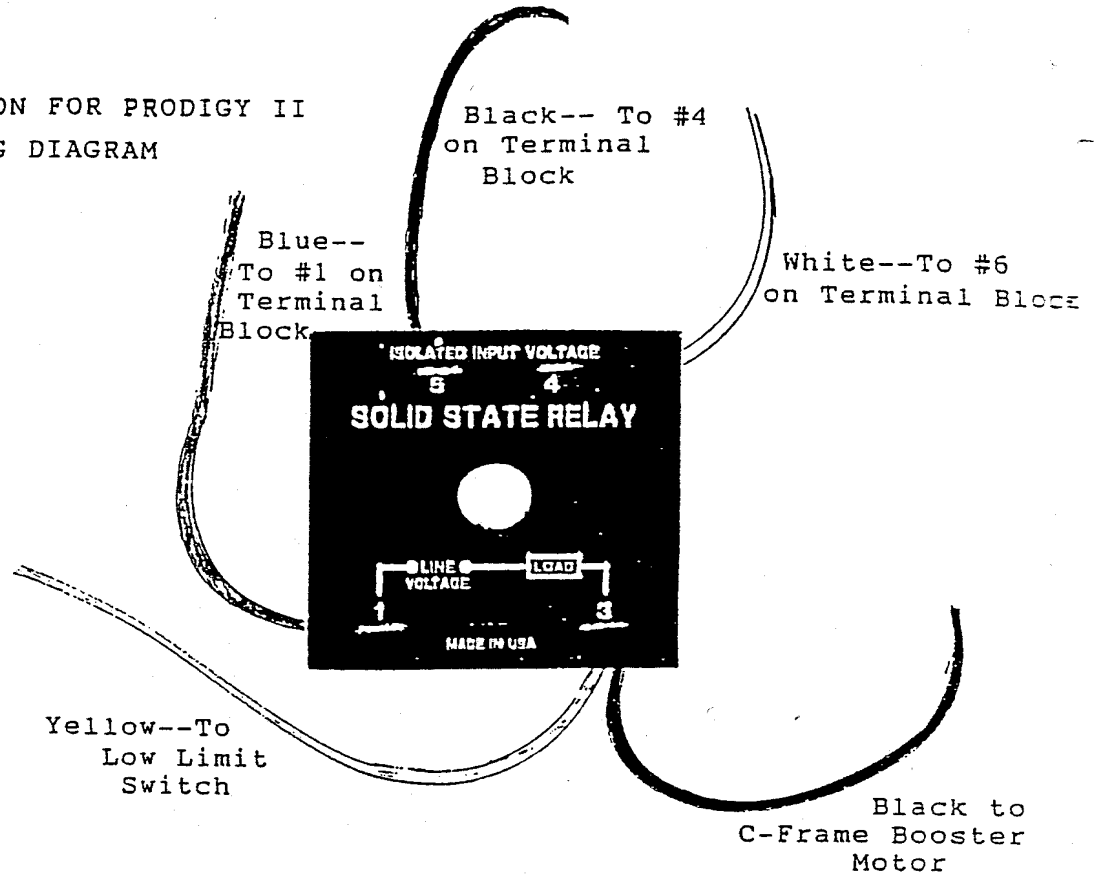 ON FOR PRODIGY II
G DIAGRAM
Black-- To #4
on Terminal
Block
Blue--
To #1 on
Terminal
Block
White--To #6
on Terminal Block
ISOLATED INPUT VOLTAGE
5 4
SOLID STATE RELAY
LINE
VOLTAGE
LOAD
1 3
MADE IN USA
Yellow--To
Low Limit
Switch
Black to
C-Frame Booster
Motor